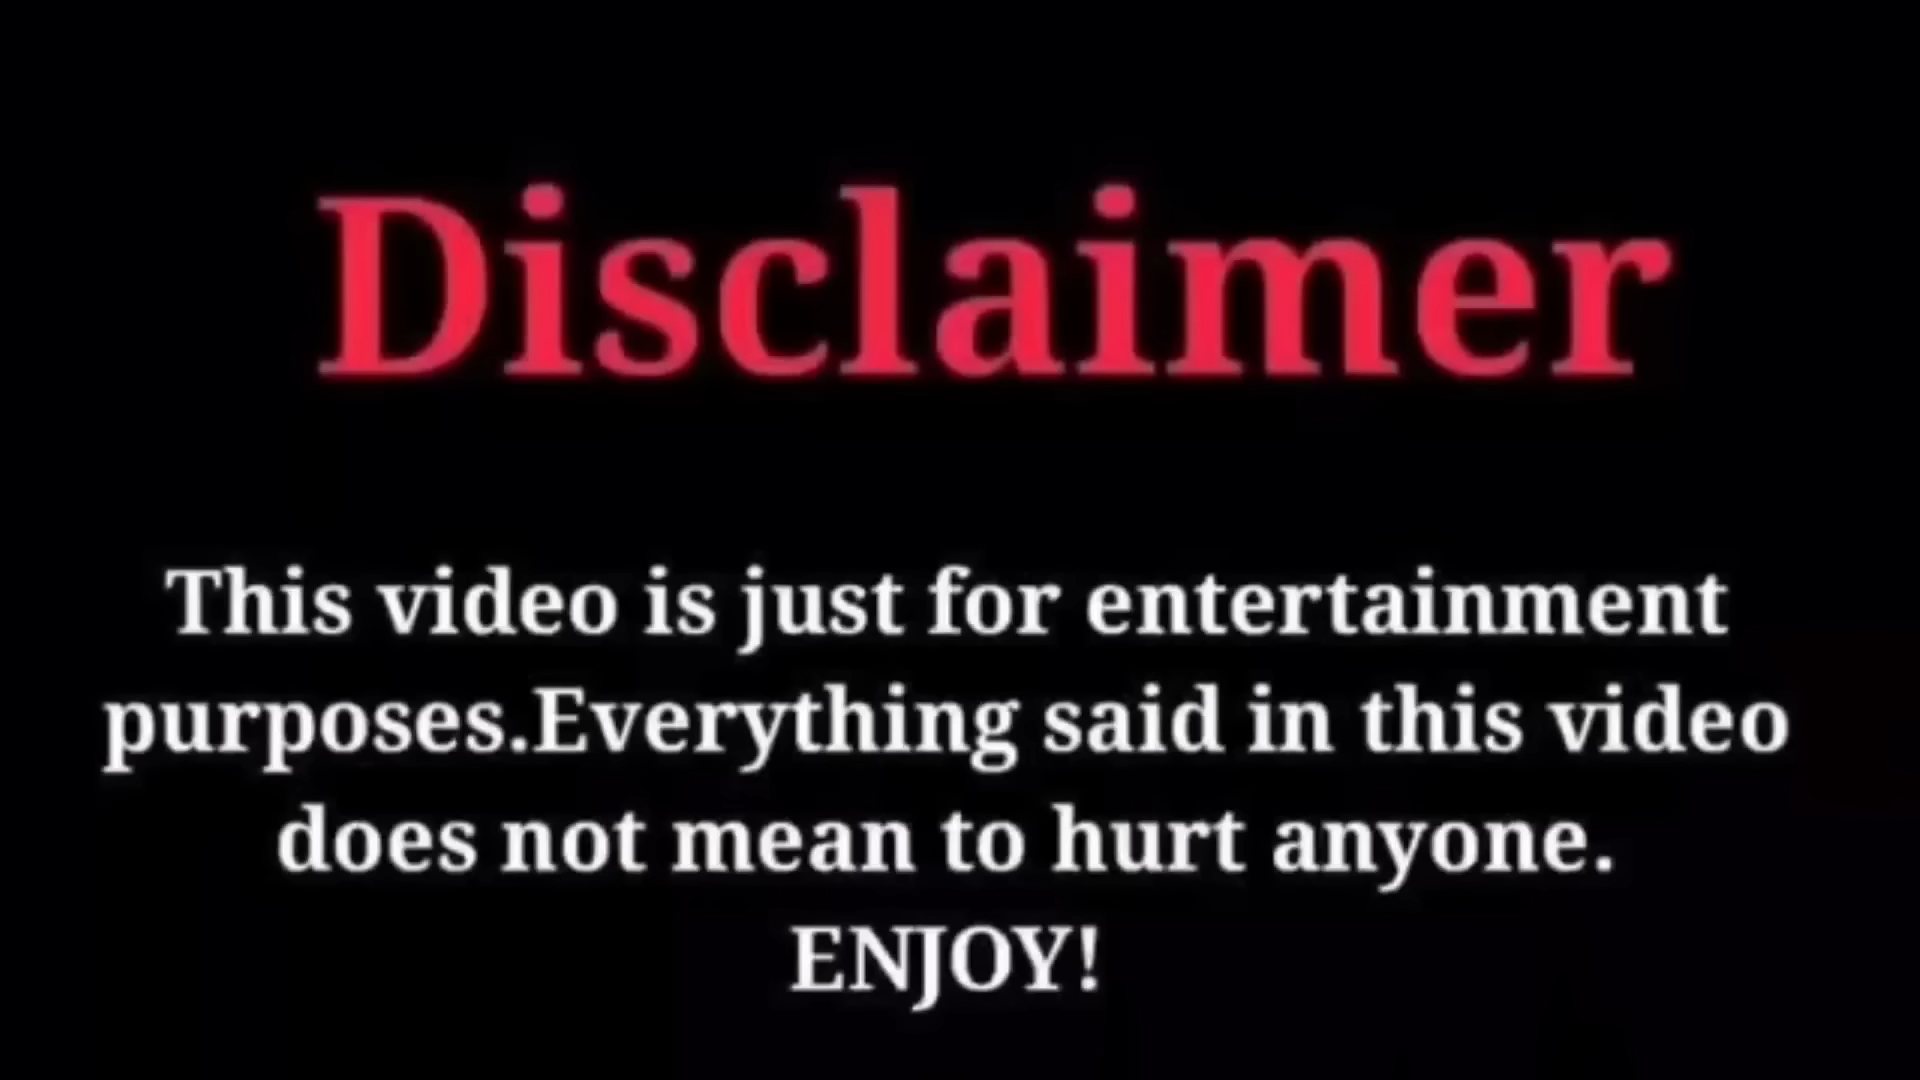 Disclaimer
This video is just for entertainment
purposes.Everything said in this video
does not mean to hurt anyone.
ENJOY!